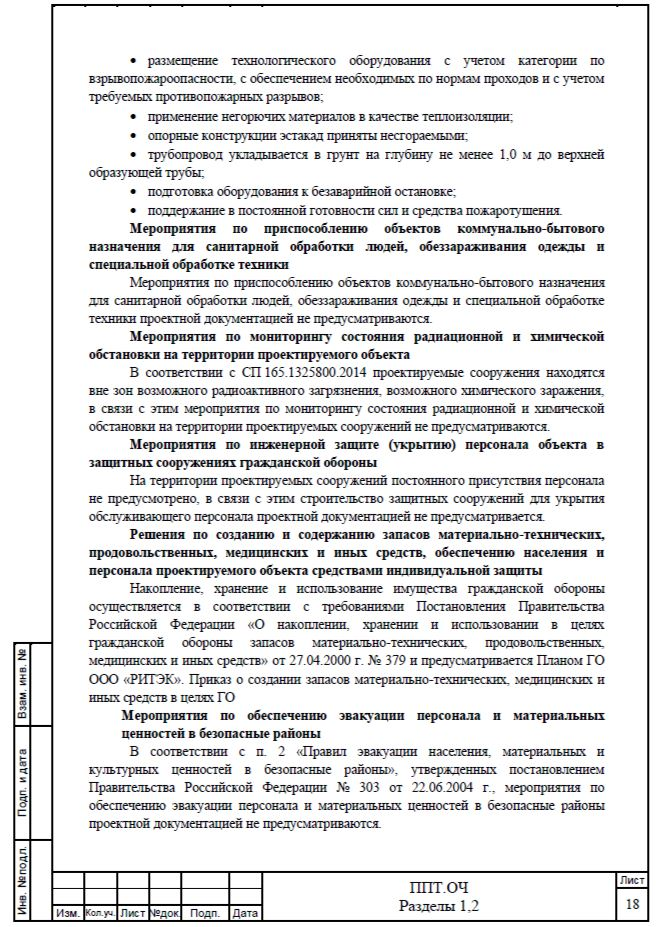 • размещение технологического оборудования с учетом категории по
взрывопожароопасности, с обеспечением необходимых по нормам проходов и с учетом
требуемых противопожарных разрывов;
• применение негорючих материалов в качестве теплоизоляции;
• опорные конструкции эстакад приняты несгораемыми;
• трубопровод укладывается в грунт на глубину не менее 1,0 м до верхней
образующей трубы;
• подготовка оборудования к безаварийной остановке;
• поддержание в постоянной готовности сил и средства пожаротушения.
Мероприятия по приспособлению объектов коммунально-бытового
назначения для санитарной обработки людей, обеззараживания одежды и
специальной обработке техники
Мероприятия по приспособлению объектов коммунально-бытового назначения
для санитарной обработки людей, обеззараживания одежды и специальной обработке
техники проектной документацией не предусматриваются.
Мероприятия по мониторингу состояния радиационной и химической
обстановки на территории проектируемого объекта
В соответствии с СП 165.1325800.2014 проектируемые сооружения находятся
вне зон возможного радиоактивного загрязнения, возможного химического заражения,
в связи с этим мероприятия по мониторингу состояния радиационной и химической
обстановки на территории проектируемых сооружений не предусматриваются.
Мероприятия по инженерной защите (укрытию) персонала объекта в
защитных сооружениях гражданской обороны
На территории проектируемых сооружений постоянного присутствия персонала
не предусмотрено, в связи с этим строительство защитных сооружений для укрытия
обслуживающего персонала проектной документацией не предусматривается.
Решения по созданию и содержанию запасов материально-технических,
продовольственных, медицинских и иных средств, обеспечению населения и
персонала проектируемого объекта средствами индивидуальной защиты
Накопление, хранение и использование имущества гражданской обороны
осуществляется в соответствии с требованиями Постановления Правительства
Российской Федерации «О накоплении, хранении и использовании в целях
гражданской обороны запасов материально-технических, продовольственных,
медицинских и иных средств» от 27.04.2000 г. № 379 и предусматривается Планом ГО
ООО «РИТЭК». Приказ о создании запасов материально-технических, медицинских и
иных средств в целях ГО
Мероприятия по обеспечению эвакуации персонала и материальных
ценностей в безопасные районы
В соответствии с п. 2 «Правил эвакуации населения, материальных и
культурных ценностей в безопасные районы», утвержденных постановлением
Правительства Российской Федерации № 303 от 22.06.2004 г., мероприятия по
обеспечению эвакуации персонала и материальных ценностей в безопасные районы
проектной документацией не предусматриваются.
Взам. инв. №
Подп. и дата
Инв. №подл.
Изм. Кол.уч. Лист №док. Подп. Дата
ППТ.ОЧ
Разделы 1,2
Лист
18